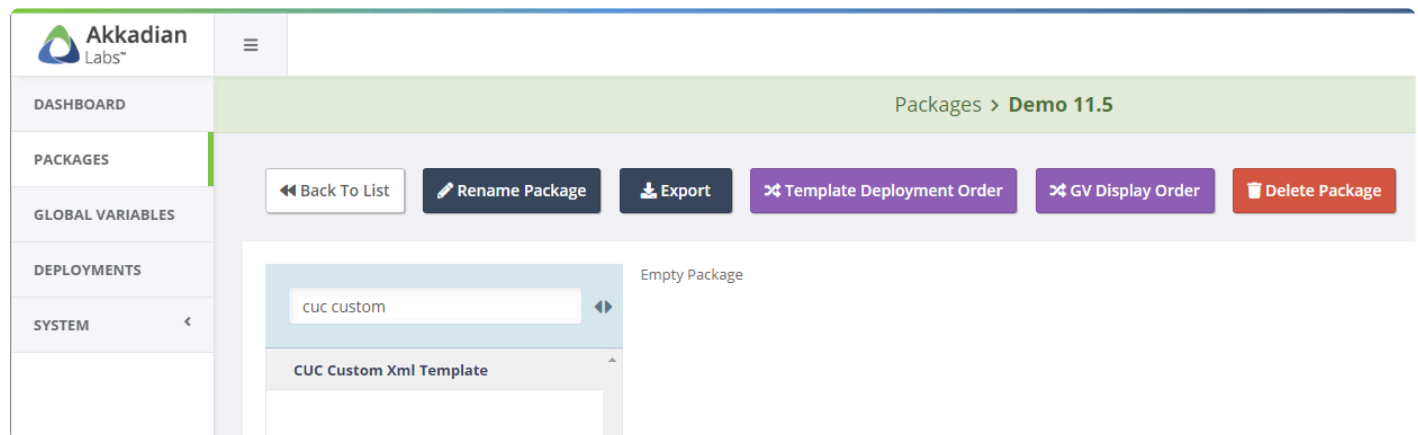 Akkadian
Labs™
DASHBOARD
Packages > Demo 11.5
PACKAGES
Back To List
Rename Package
Export
Template Deployment Order
GV Display Order
Delete Package
GLOBAL VARIABLES
DEPLOYMENTS
SYSTEM
cuc custom
Empty Package
CUC Custom Xml Template